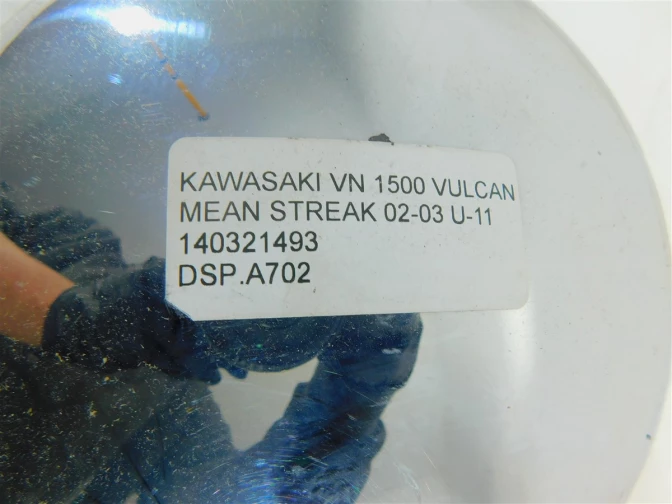 KAWASAKI VN 1500 VULCAN
MEAN STREAK 02-03 U-11
140321493
DSP.A702